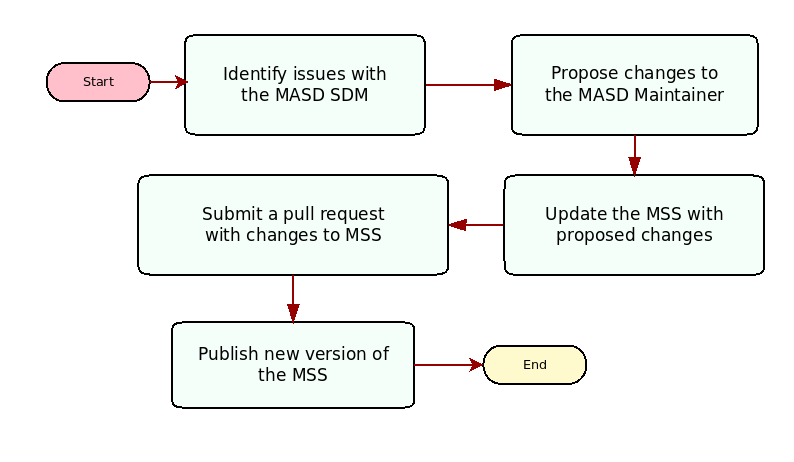 Start
Identify issues with
the MASD SDM
Propose changes to
the MASD Maintainer
Update the MSS with
proposed changes
Submit a pull request
with changes to MSS
Publish new version of
the MSS
End